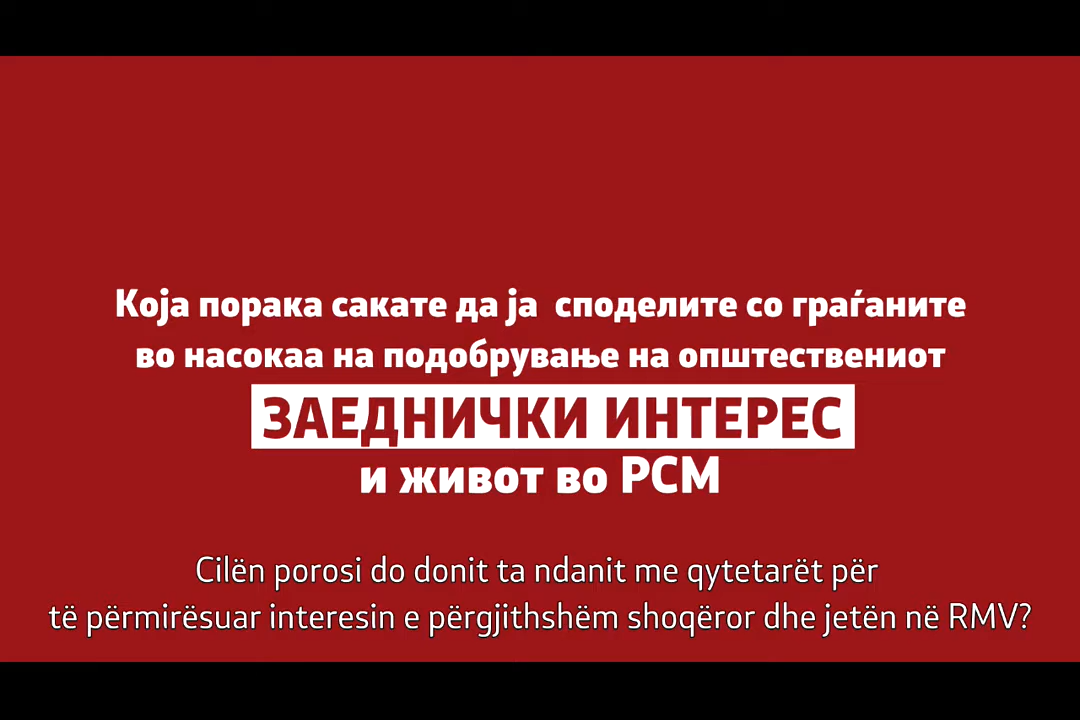 Која порака сакате да ја споделите со граѓаните
во насокаа на подобрување на општествениот
ЗАЕДНИЧКИ ИНТЕРЕС
и живот во РСМ
Cilën porosi do donit ta ndanit me qytetarët për
të përmirësuar interesin e përgjithshëm shoqëror dhe jetën në RMV?